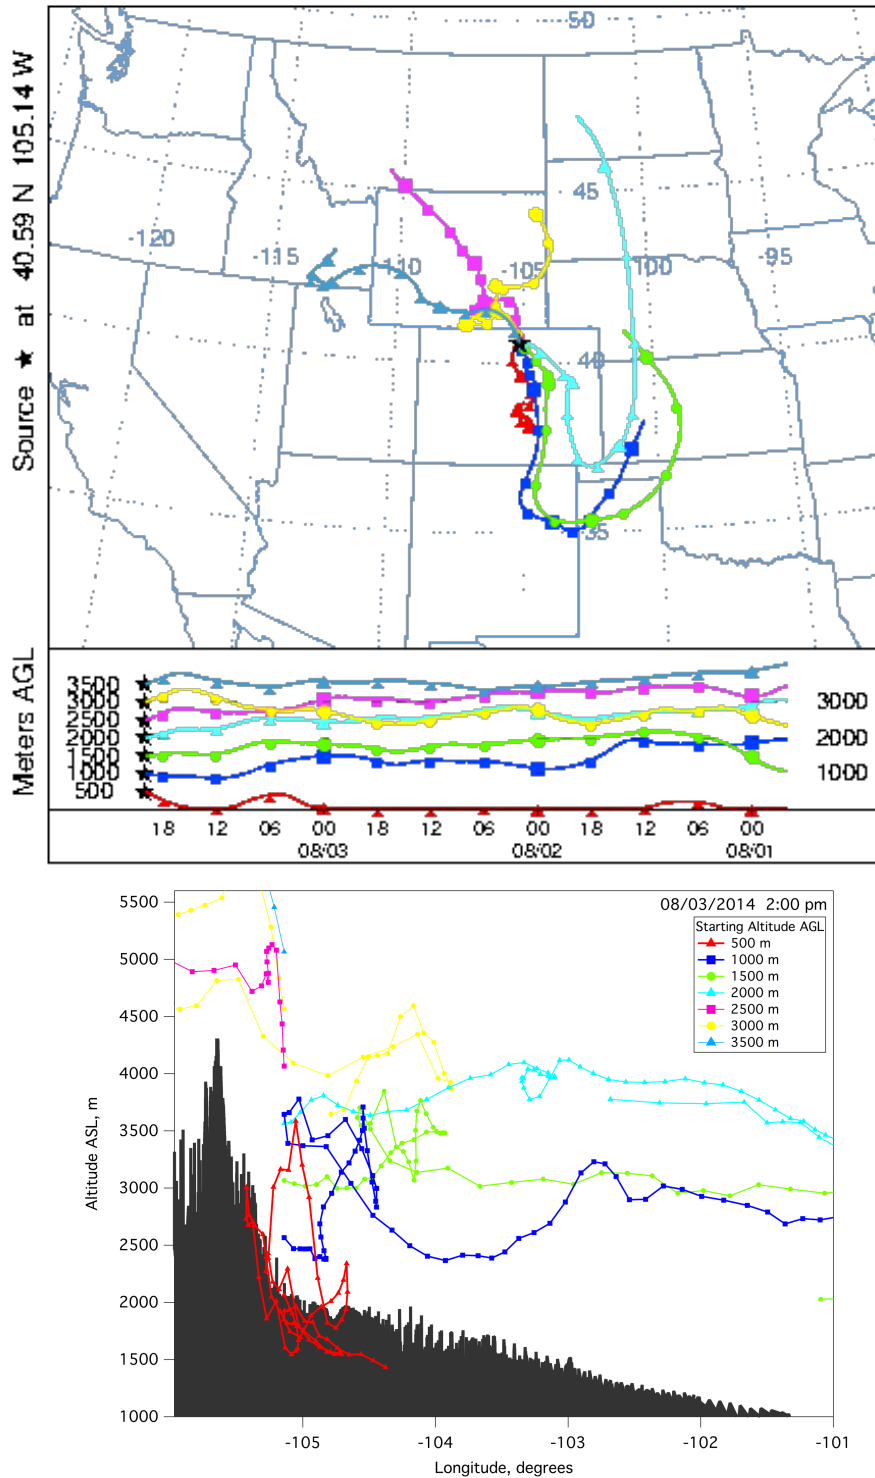 Source ★ at 40.59 N 105.14 W
50
45
-120
-115
-110
-105
-100
-95
40
35
Meters AGL
3500
3000
2500
2000
1500
1000
500
3000
2000
1000
18 12 06 00 18 12 06 00 18 12 06 00
08/03 08/02 08/01
08/03/2014 2:00 pm
Starting Altitude AGL
500 m
1000 m
1500 m
2000 m
2500 m
3000 m
3500 m
Altitude ASL, m
5500
5000
4500
4000
3500
3000
2500
2000
1500
1000
-105 -104 -103 -102 -101
Longitude, degrees